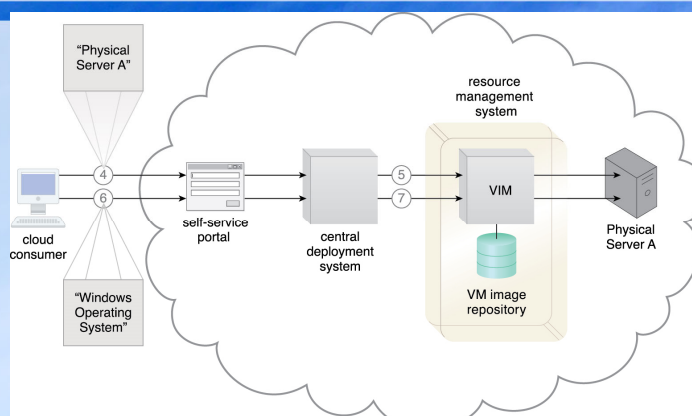 “Physical
Server A”
resource
management
system
4
5
6
7
VIM
self-service
portal
central
deployment
system
cloud
consumer
Physical
Server A
VM image
repository
“Windows
Operating
System”